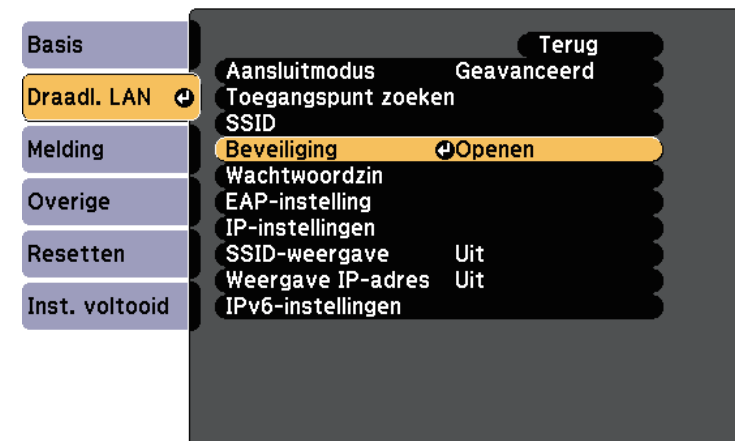 Basis
Draadl. LAN
Melding
Overige
Resetten
Inst. voltooid
Terug
Aansluitmodus Geavanceerd
Toegangspunt zoeken
SSID
Beveiliging Openen
Wachtwoordzin
EAP-instelling
IP-instellingen
SSID-weergave Uit
Weergave IP-adres Uit
IPv6-instellingen